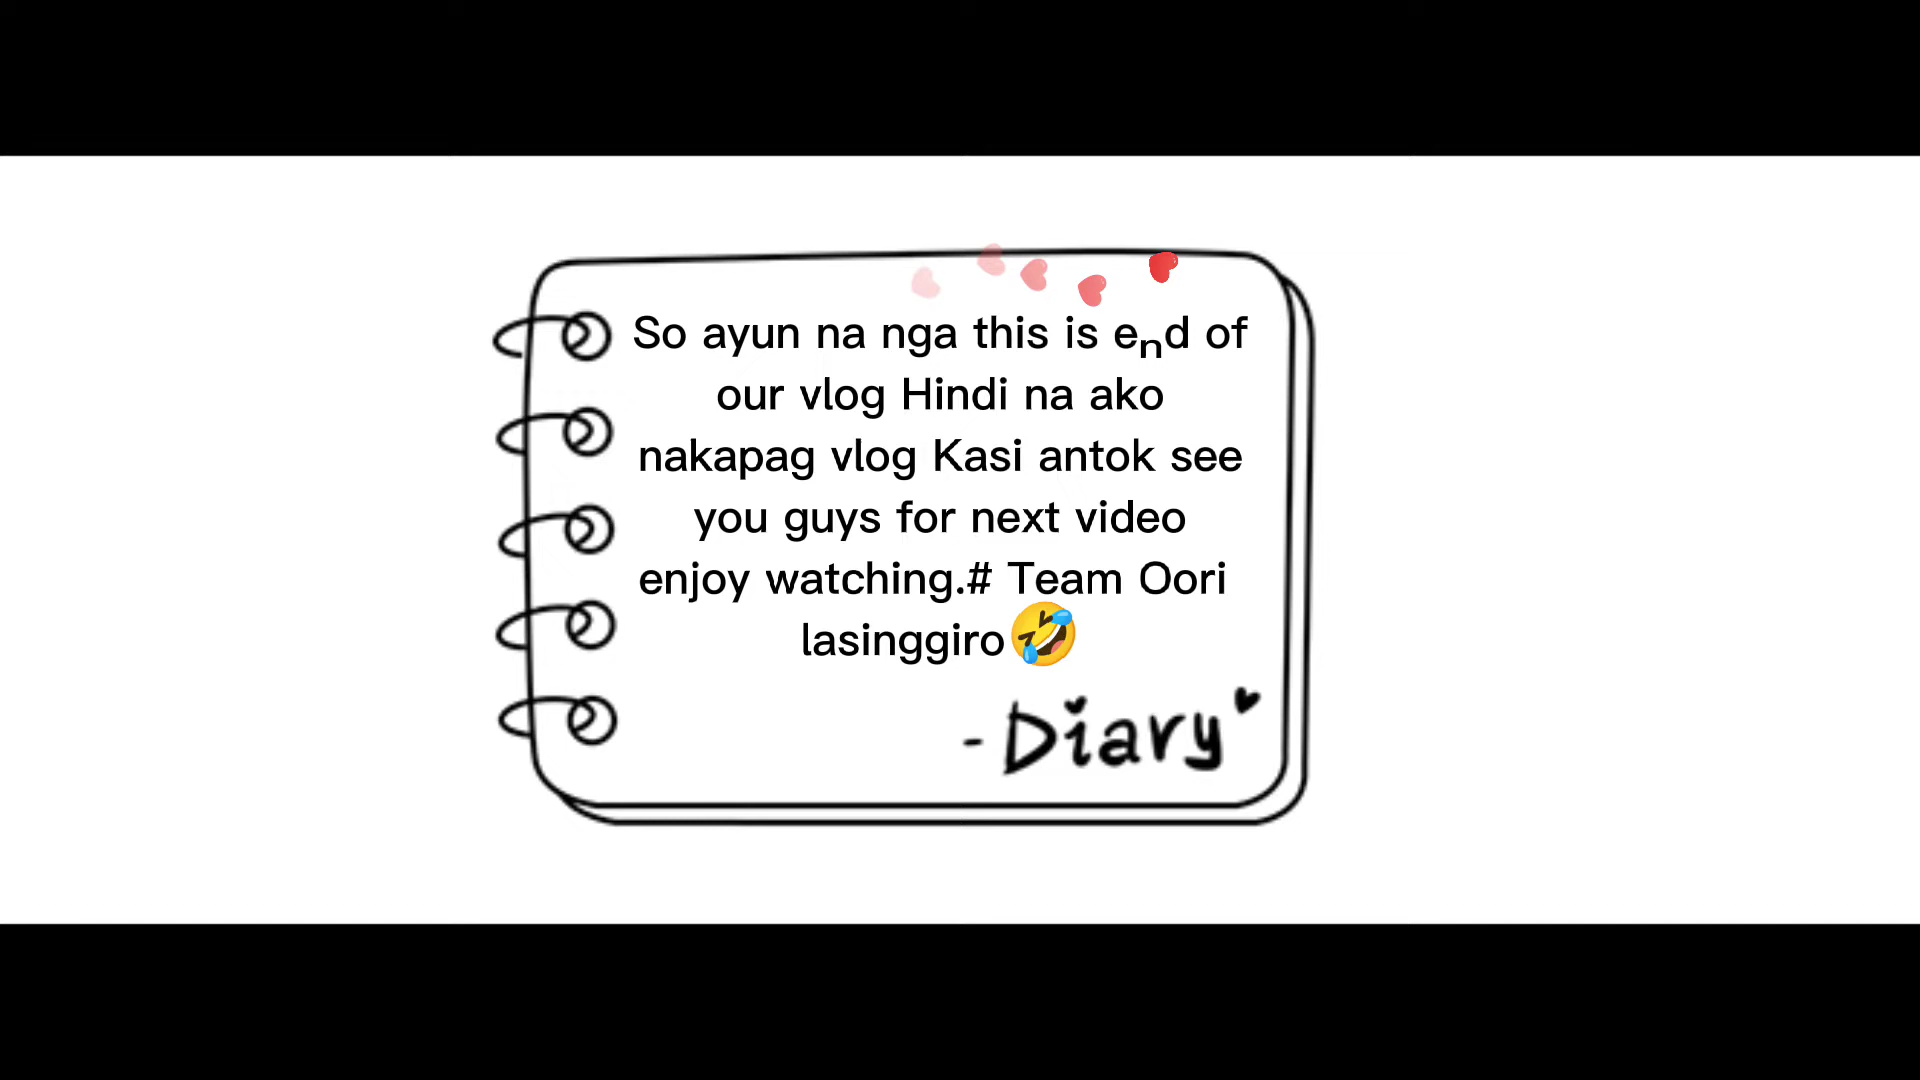 So ayun na nga this is end of
our vlog Hindi na ako
nakapag vlog Kasi antok see
you guys for next video
enjoy watching.# Team Oori
lasinggiro🤣
- Diary